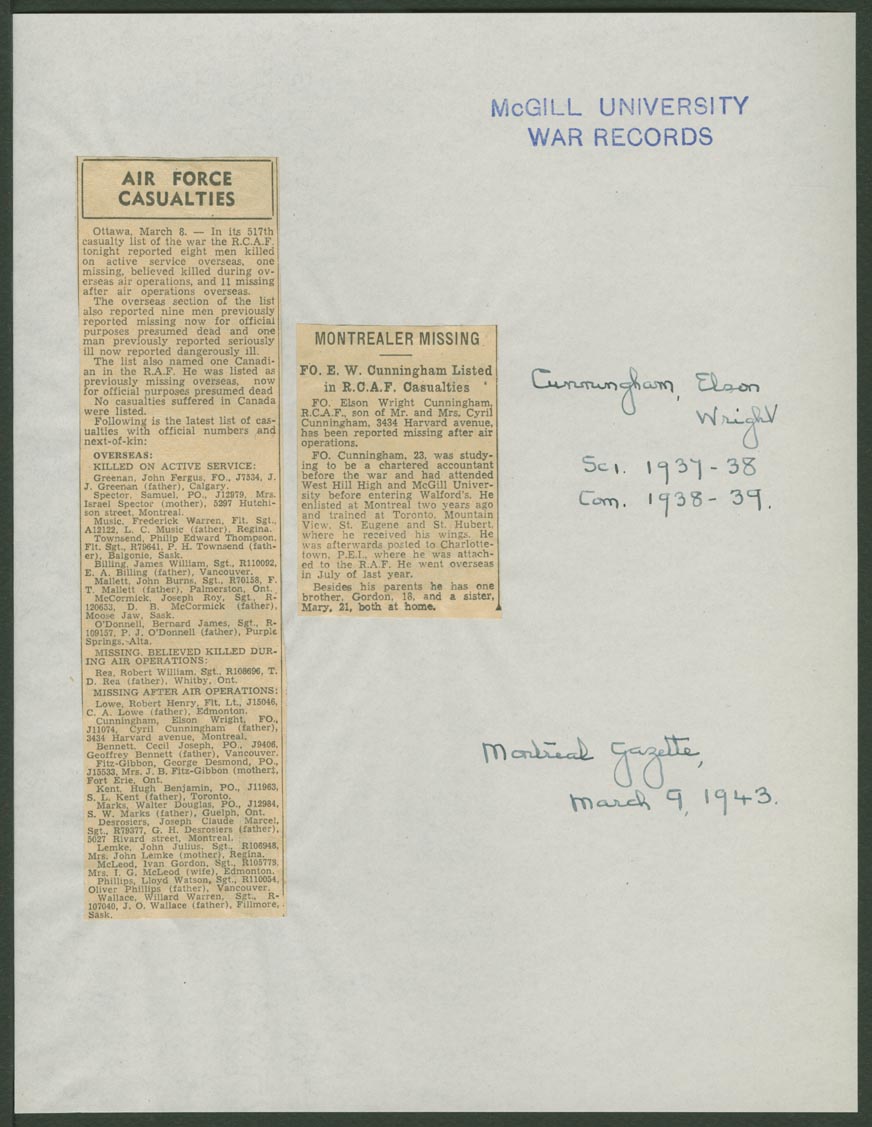 McGILL UNIVERSITY
WAR RECORDS
AIR FORCE
CASUALTIES
Ottawa, March 8. — In its 517th
casualty list of the war the R.C.A.F.
tonight reported eight men killed
on active service overseas, one
missing, believed killed during ov-
erseas air operations, and 11 missing
after air operations overseas.
The overseas section of the list
also reported nine men previously
reported missing now for official
purposes presumed dead and one
man previously reported seriously
ill now reported dangerously ill.
The list also named one Canadi-
an in the R.A.F. He was listed as
previously missing overseas, now
for official purposes presumed dead
No casualties suffered in Canada
were listed.
Following is the latest list of cas-
ualties with official numbers and
next-of-kin:
OVERSEAS:
KILLED ON ACTIVE SERVICE:
Greenan, John Fergus, FO., J7534, J.
J. Greenan (father), Calgary.
Spector, Samuel, PO., J12979, Mrs.
Israel Spector (mother), 5297 Hutchi-
son street, Montreal.
Music, Frederick Warren, Flt. Sgt.,
A12122, L. C. Music (father), Regina.
Townsend, Philip Edward Thompson,
Flt. Sgt., R79641, P. H. Townsend (fath-
er), Balgonie, Sask.
Billing, James William, Sgt., R110092,
E. A. Billing (father), Vancouver.
Mallett, John Burns, Sgt., R70158, F.
T. Mallett (father), Palmerston, Ont.
McCormick, Joseph Roy, Sgt., R-
120653, D. B. McCormick (father),
Moose Jaw, Sask.
O'Donnell, Bernard James, Sgt., R-
109157, P. J. O'Donnell (father), Purple
Springs, Alta.
MISSING, BELIEVED KILLED DUR-
ING AIR OPERATIONS:
Rea, Robert William, Sgt., R108696, T.
D. Rea (father), Whitby, Ont.
MISSING AFTER AIR OPERATIONS:
Lowe, Robert Henry, Flt. Lt., J15046,
C. A. Lowe (father), Edmonton.
Cunningham, Elson Wright, FO.,
J11074, Cyril Cunningham (father),
3434 Harvard avenue, Montreal.
Bennett, Cecil Joseph, PO., J9406,
Geoffrey Bennett (father), Vancouver.
Fitz-Gibbon, George Desmond, PO.,
J15533, Mrs. J. B. Fitz-Gibbon (mother),
Fort Erie, Ont.
Kent, Hugh Benjamin, PO., J11963,
S. L. Kent (father), Toronto.
Marks, Walter Douglas, PO., J12984,
S. W. Marks (father), Guelph, Ont.
Desrosiers, Joseph Claude Marcel,
Sgt., R79377, G. H. Desrosiers (father),
5027 Rivard street, Montreal.
Lemke, John Julius, Sgt., R106948,
Mrs. John Lemke (mother), Regina.
McLeod, Ivan Gordon, Sgt., R105779,
Mrs. I. G. McLeod (wife), Edmonton.
Phillips, Lloyd Watson, Sgt., R110054,
Oliver Phillips (father), Vancouver.
Wallace, Willard Warren, Sgt., R-
107040, J. O. Wallace (father), Fillmore,
Sask.
MONTREALER MISSING
FO. E. W. Cunningham Listed
in R.C.A.F. Casualties
FO. Elson Wright Cunningham,
R.C.A.F., son of Mr. and Mrs. Cyril
Cunningham, 3434 Harvard avenue,
has been reported missing after air
operations.
FO. Cunningham, 23, was study-
ing to be a chartered accountant
before the war and had attended
West Hill High and McGill Univer-
sity before entering Walford's. He
enlisted at Montreal two years ago
and trained at Toronto, Mountain
View, St. Eugene and St. Hubert,
where he received his wings. He
was afterwards posted to Charlotte-
town, P.E.I., where he was attach-
ed to the R.A.F. He went overseas
in July of last year.
Besides his parents he has one
brother, Gordon, 18, and a sister,
Mary, 21, both at home.
Cunningham, Elson
Wright
Sci. 1937-38
Com. 1938-39.
Montreal Gazette,
March 9, 1943.